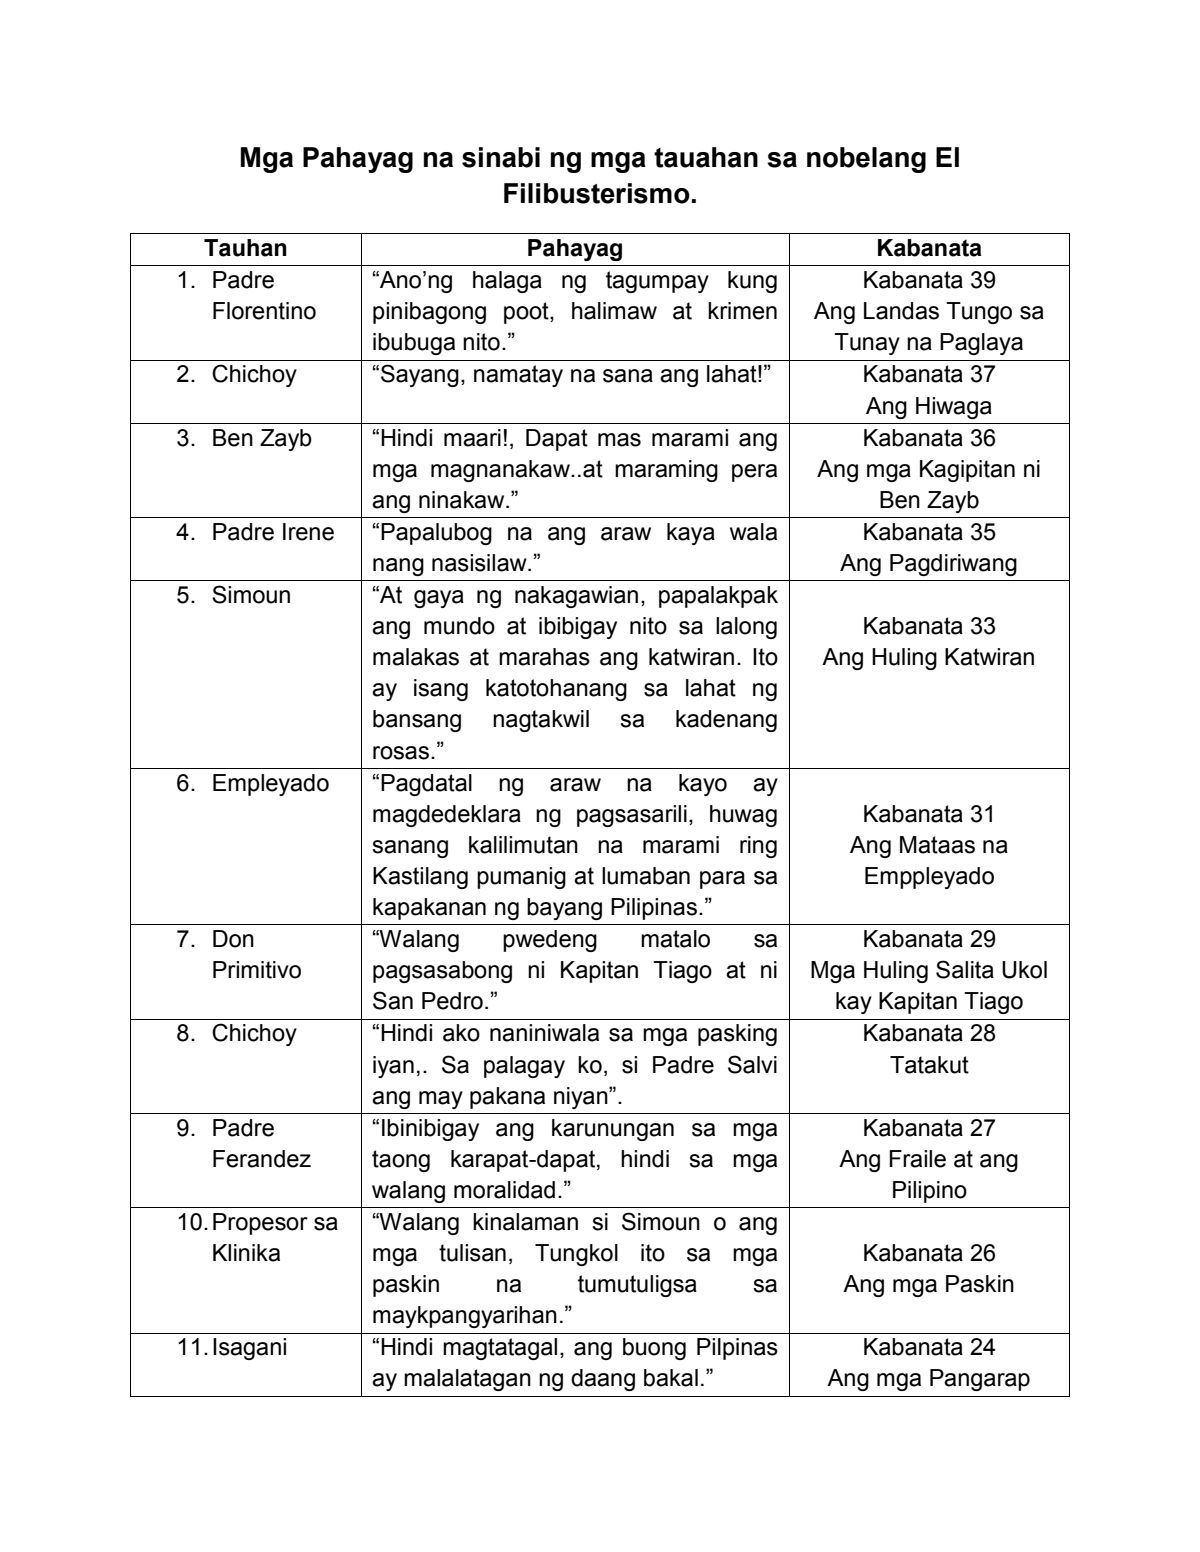 Mga Pahayag na sinabi ng mga tauahan sa nobelang El
Filibusterismo.
Tauhan Pahayag Kabanata
1. Padre Florentino
“Ano’ng halaga ng tagumpay kung
pinibagong poot, halimaw at krimen
ibubuga nito.”
Kabanata 39
Ang Landas Tungo sa
Tunay na Paglaya
2. Chichoy
“Sayang, namatay na sana ang lahat!”
Kabanata 37
Ang Hiwaga
3. Ben Zayb
“Hindi maari!, Dapat mas marami ang
mga magnanakaw..at maraming pera
ang ninakaw.”
Kabanata 36
Ang mga Kagipitan ni
Ben Zayb
4. Padre Irene
“Papalubog na ang araw kaya wala
nang nasisilaw.”
Kabanata 35
Ang Pagdiriwang
5. Simoun
“At gaya ng nakagawian, papalakpak
ang mundo at ibibigay nito sa lalong
malakas at marahas ang katwiran. Ito
ay isang katotohanang sa lahat ng
bansang nagtakwil sa kadenang
rosas.”
Kabanata 33
Ang Huling Katwiran
6. Empleyado
“Pagdatal ng araw na kayo ay
magdedeklara ng pagsasarili, huwag
sanang kalilimutan na marami ring
Kastilang pumanig at lumaban para sa
kapakanan ng bayang Pilipinas.”
Kabanata 31
Ang Mataas na
Emppleyado
7. Don
Primitivo
“Walang pwedeng matalo sa
pagsasabong ni Kapitan Tiago at ni
San Pedro.”
Kabanata 29
Mga Huling Salita Ukol
kay Kapitan Tiago
8. Chichoy
“Hindi ako naniniwala sa mga pasking
iyan,. Sa palagay ko, si Padre Salvi
ang may pakana niyan”.
Kabanata 28
Tatakut
9. Padre
Ferandez
“Ibinibigay ang karunungan sa mga
taong karapat-dapat, hindi sa mga
walang moralidad.”
Kabanata 27
Ang Fraile at ang
Pilipino
10. Propesor sa
Klinika
“Walang kinalaman si Simoun o ang
mga tulisan, Tungkol ito sa mga
paskin na tumutuligsa sa
maykpangyarihan.”
Kabanata 26
Ang mga Paskin
11. Isagani
“Hindi magtatagal, ang buong Pilpinas
ay malalatagan ng daang bakal.”
Kabanata 24
Ang mga Pangarap